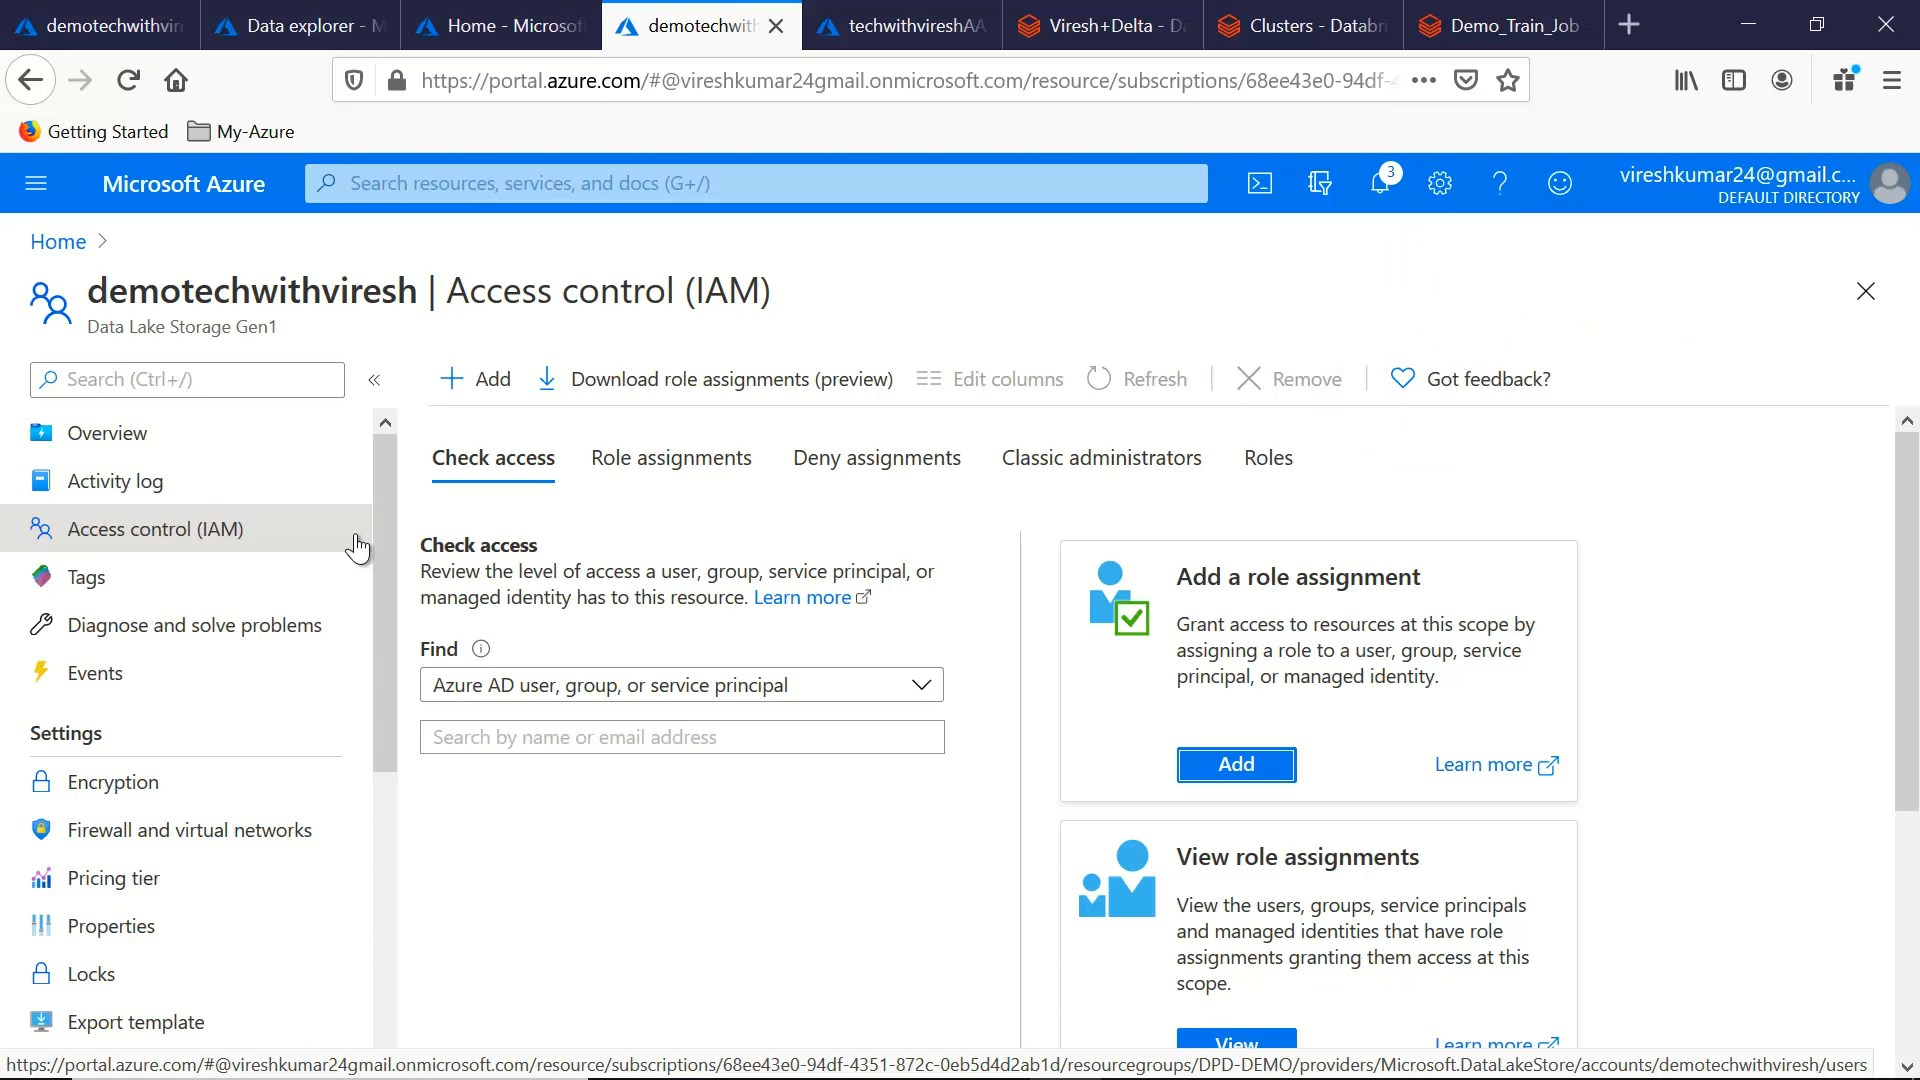 demotechwithvire
Data explorer - M
Home - Microsof
demotechwith
techwithvireshAA
Viresh+Delta - D
Clusters - Databri
Demo_Train_Job
https://portal.azure.com/#@vireshkumar24gmail.onmicrosoft.com/resource/subscriptions/68ee43e0-94df-4
Getting Started
My-Azure
Microsoft Azure
Search resources, services, and docs (G+/)
3
vireshkumar24@gmail.c...
DEFAULT DIRECTORY
Home >
demotechwithviresh | Access control (IAM)
Data Lake Storage Gen1
Search (Ctrl+/)
«
Add
Download role assignments (preview)
Edit columns
Refresh
Remove
Got feedback?
Overview
Activity log
Access control (IAM)
Tags
Diagnose and solve problems
Events
Settings
Encryption
Firewall and virtual networks
Pricing tier
Properties
Locks
Export template
Check access
Role assignments
Deny assignments
Classic administrators
Roles
Check access
Review the level of access a user, group, service principal, or
managed identity has to this resource. Learn more
Find
Azure AD user, group, or service principal
Search by name or email address
Add a role assignment
Grant access to resources at this scope by
assigning a role to a user, group, service
principal, or managed identity.
Add
Learn more
View role assignments
View the users, groups, service principals
and managed identities that have role
assignments granting them access at this
scope.
View
Learn more
https://portal.azure.com/#@vireshkumar24gmail.onmicrosoft.com/resource/subscriptions/68ee43e0-94df-4351-872c-0eb5d4d2ab1d/resourcegroups/DPD-DEMO/providers/Microsoft.DataLakeStore/accounts/demotechwithviresh/users